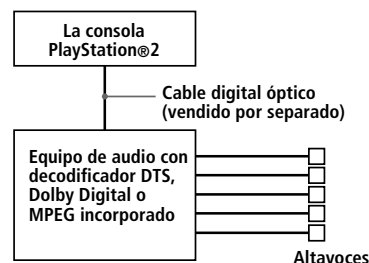 La consola
PlayStation®2
Cable digital óptico
(vendido por separado)
Equipo de audio con
decodificador DTS,
Dolby Digital o
MPEG incorporado
Altavoces